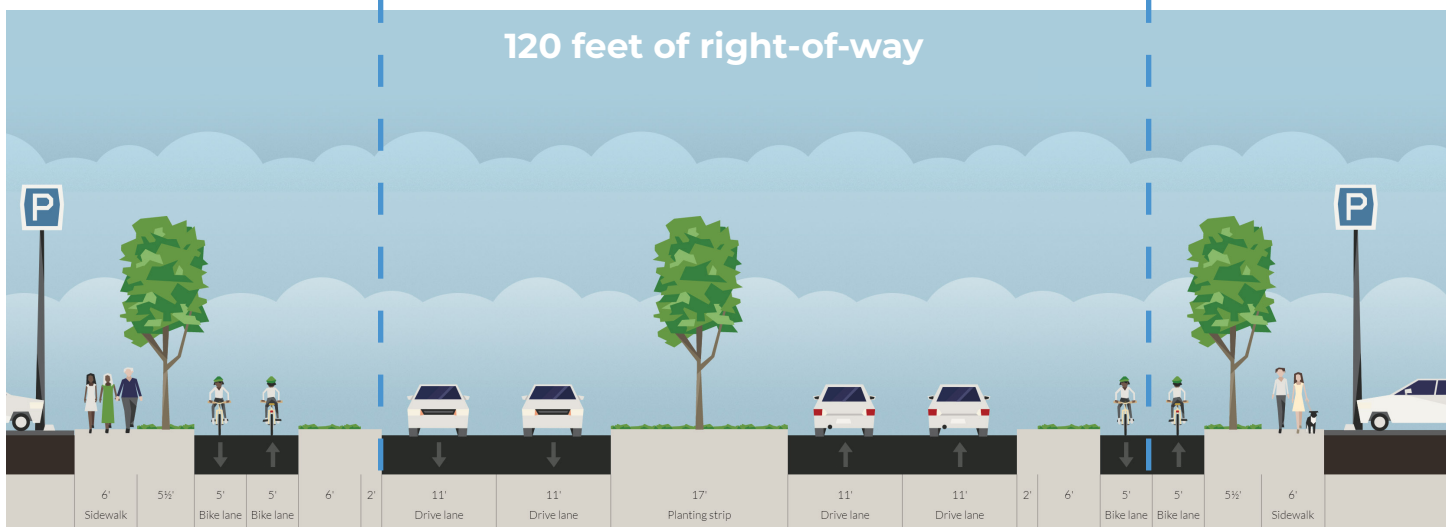 120 feet of right-of-way
P
P
6' 5½' 5' 5' 6' 2' 11' 11' 17' 11' 11' 2' 6' 5' 5' 5½' 6'
Sidewalk Bike lane Bike lane Drive lane Drive lane Planting strip Drive lane Drive lane Bike lane Bike lane Sidewalk